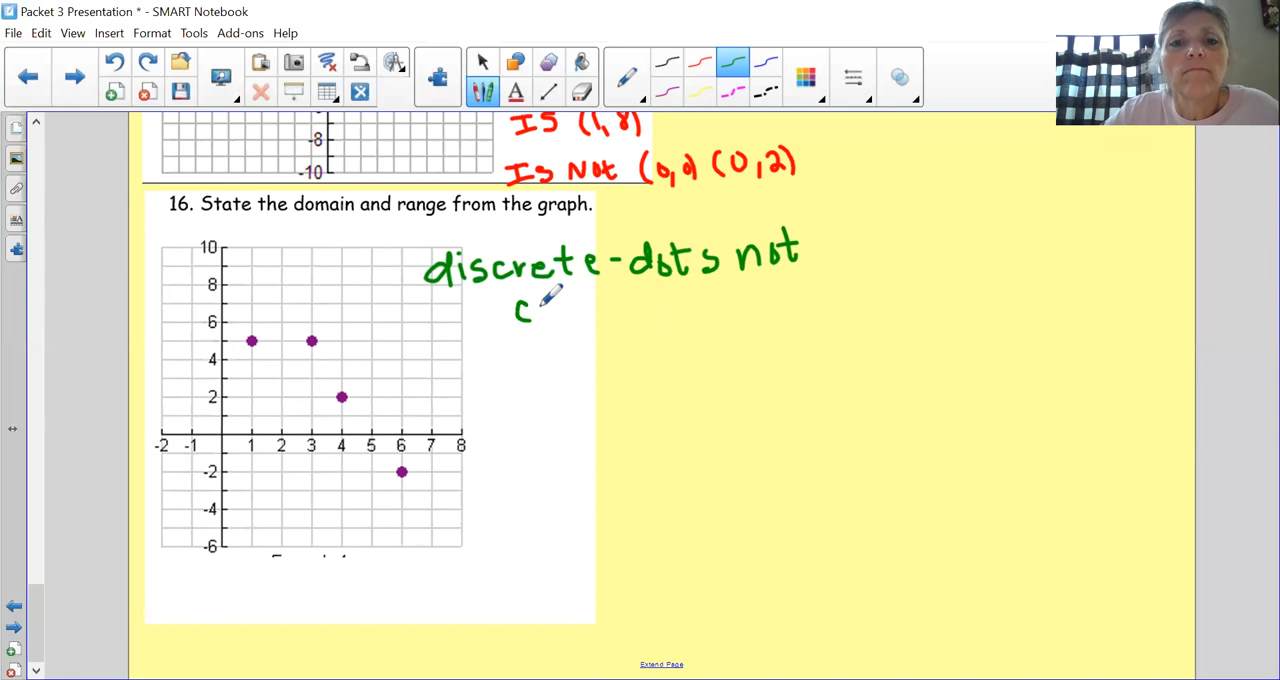 Packet 3 Presentation * - SMART Notebook
File Edit View Insert Format Tools Add-ons Help
-8
-10
Is (1,8)
Is Not (0,0) (0,2)
16. State the domain and range from the graph.
discrete - dots not
c
10
8
6
4
2
-2 -1 1 2 3 4 5 6 7 8
-2
-4
-6
Extend Page